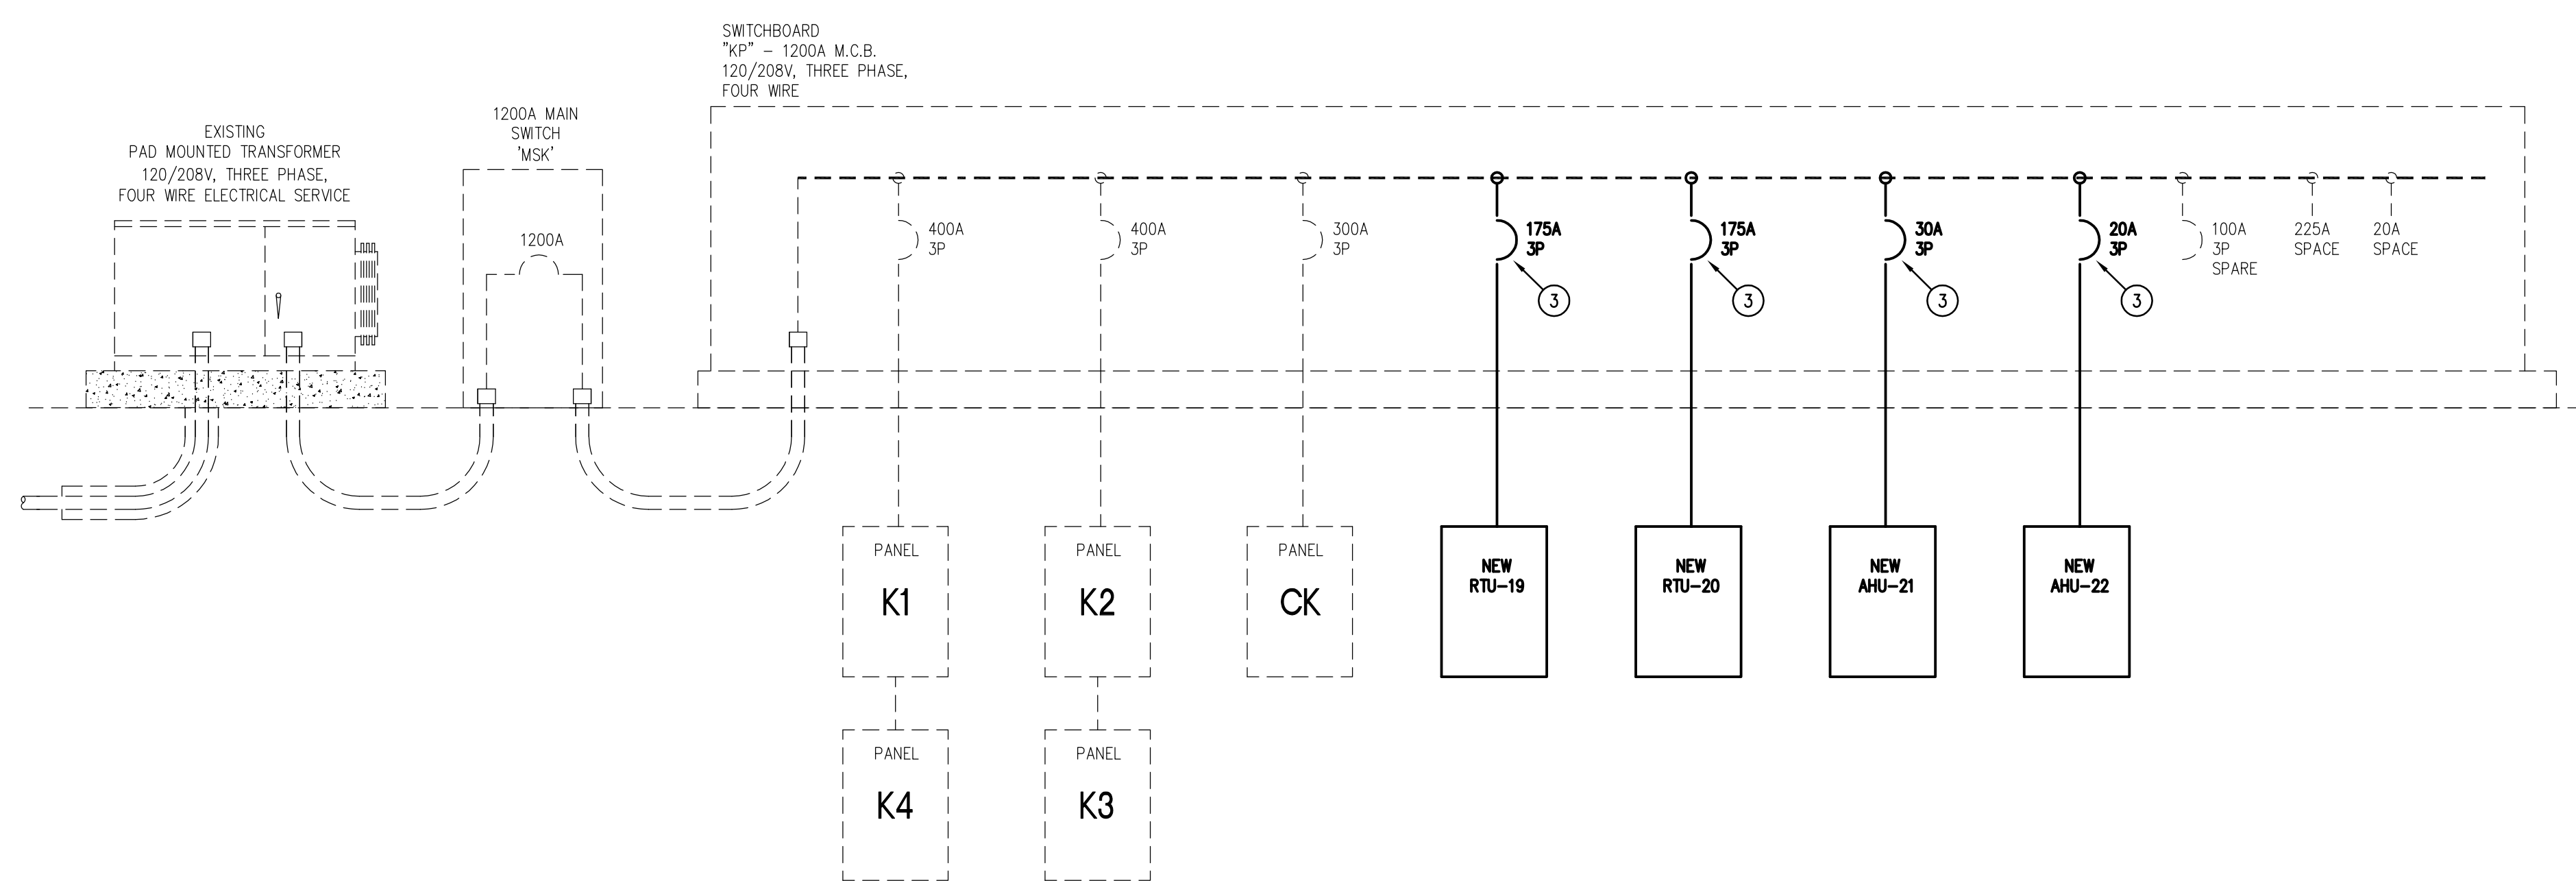 SWITCHBOARD
"KP" – 1200A M.C.B.
120/208V, THREE PHASE,
FOUR WIRE
EXISTING
PAD MOUNTED TRANSFORMER
120/208V, THREE PHASE,
FOUR WIRE ELECTRICAL SERVICE
1200A MAIN
SWITCH
'MSK'
1200A
400A
3P
400A
3P
300A
3P
175A
3P
3
175A
3P
3
30A
3P
3
20A
3P
3
100A
3P
SPARE
225A
SPACE
20A
SPACE
PANEL
K1
PANEL
K2
PANEL
CK
NEW
RTU-19
NEW
RTU-20
NEW
AHU-21
NEW
AHU-22
PANEL
K4
PANEL
K3